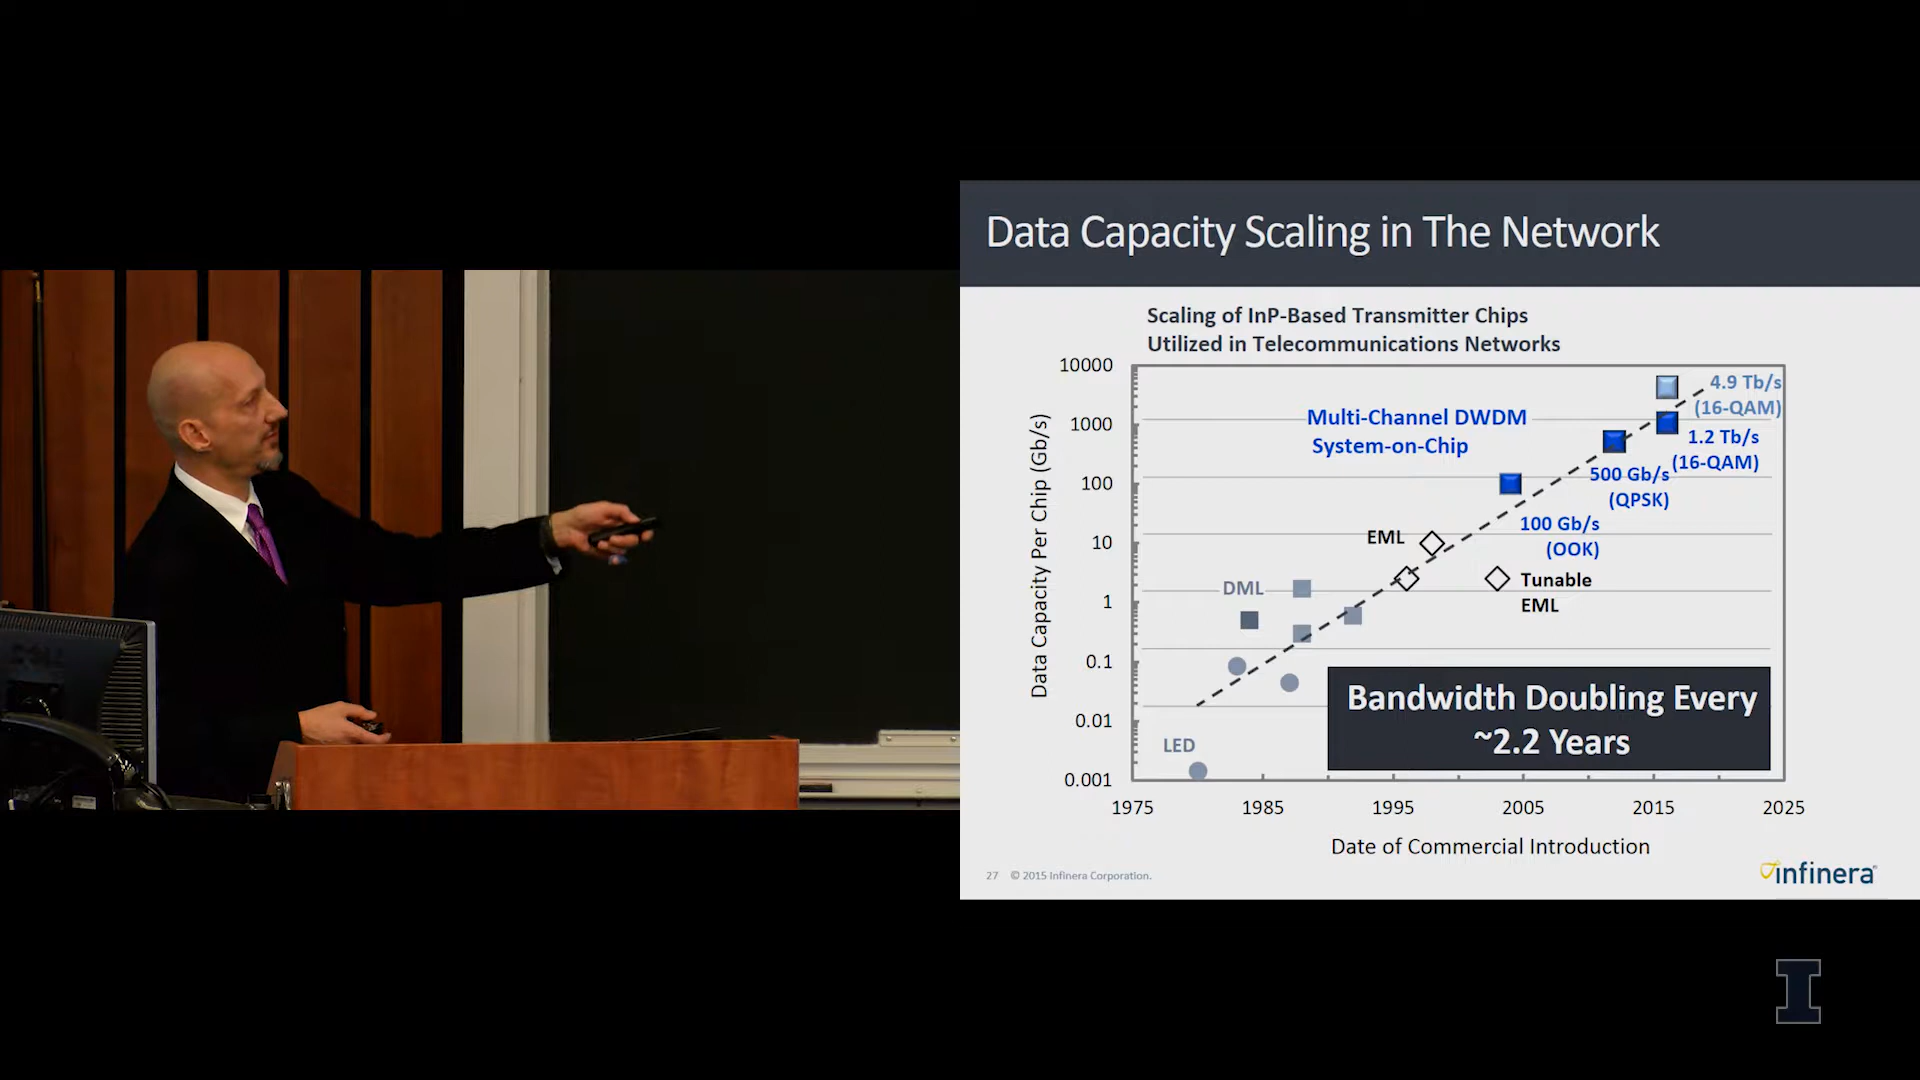 Data Capacity Scaling in The Network
Scaling of InP-Based Transmitter Chips
Utilized in Telecommunications Networks
Data Capacity Per Chip (Gb/s)
10000
1000
100
10
1
0.1
0.01
0.001
4.9 Tb/s
(16-QAM)
Multi-Channel DWDM
System-on-Chip
1.2 Tb/s
(16-QAM)
500 Gb/s
(QPSK)
100 Gb/s
(OOK)
EML
Tunable
EML
DML
LED
Bandwidth Doubling Every
~2.2 Years
1975
1985
1995
2005
2015
2025
Date of Commercial Introduction
27 © 2015 Infinera Corporation.
infinera
I